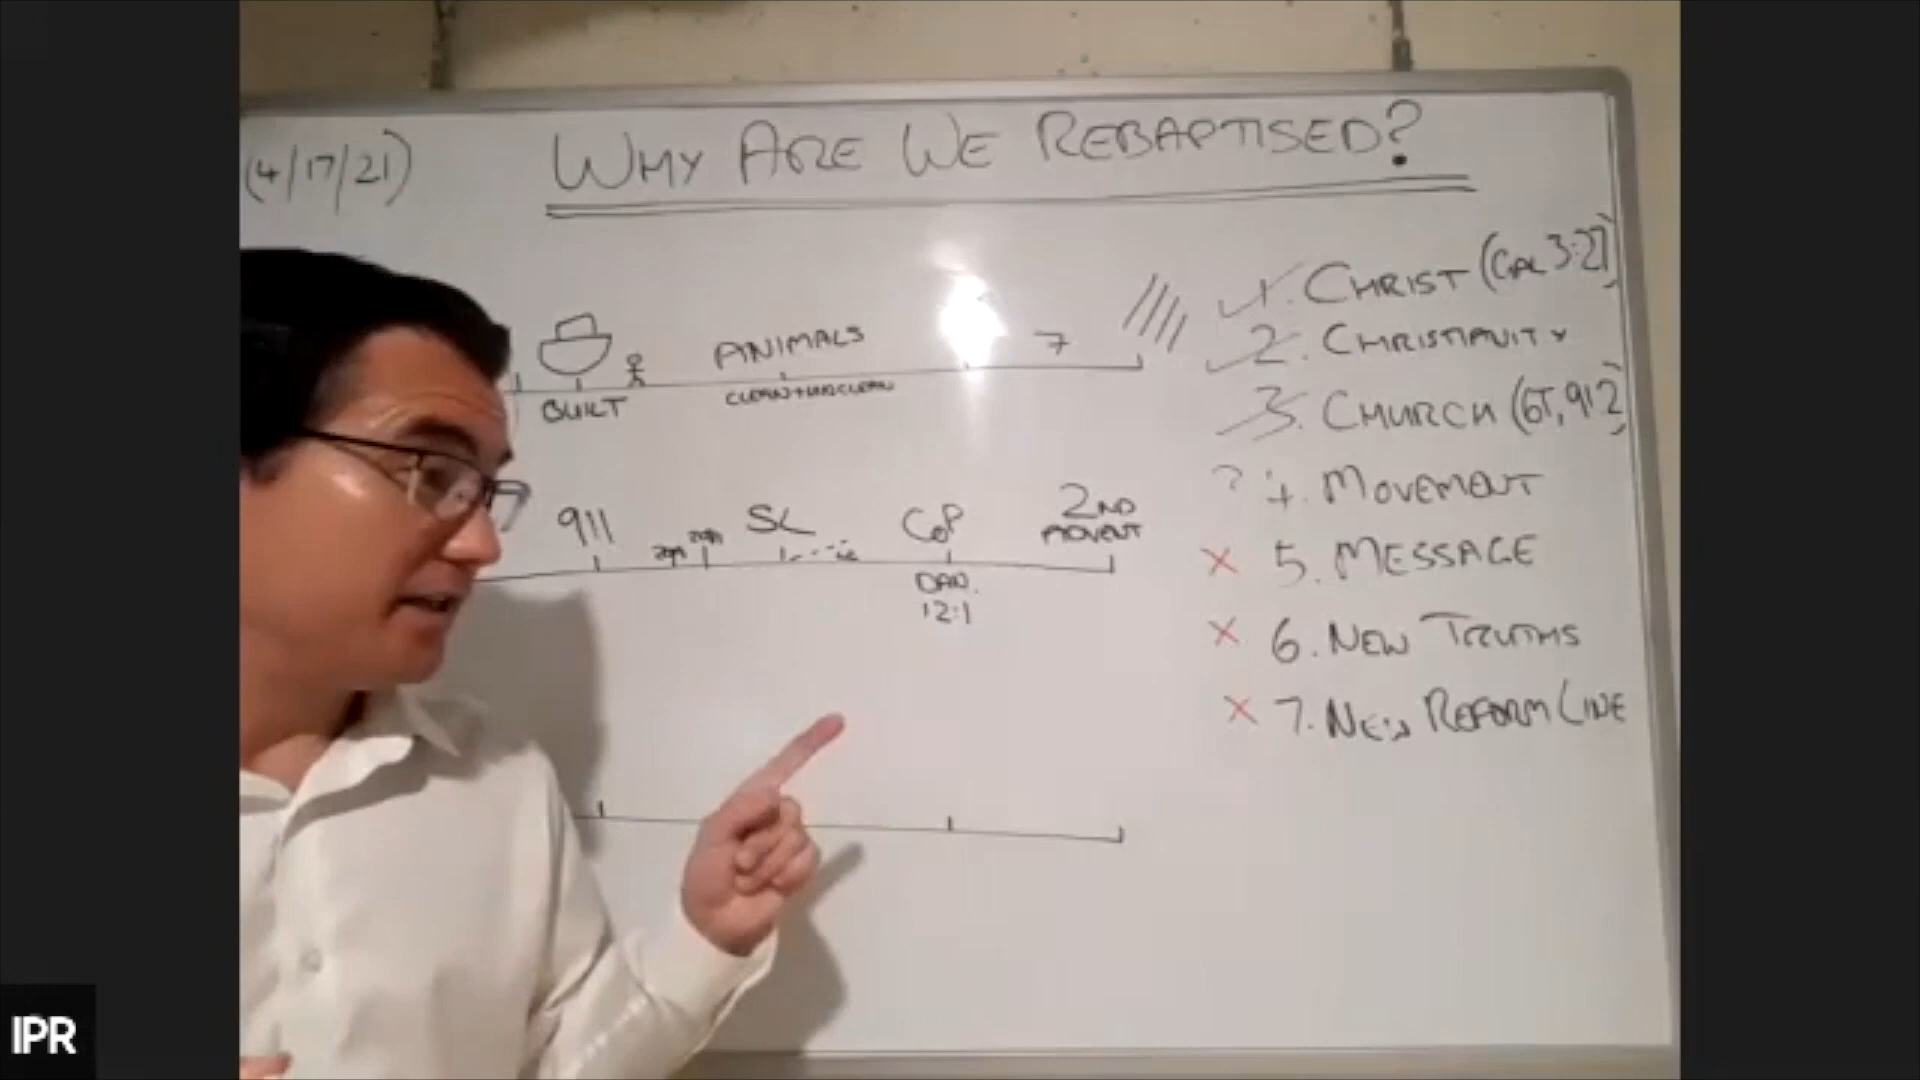 (4/17/21)
WHY ARE WE REBAPTISED?
BUILT
ANIMALS
CLEAN+UNCLEAN
7
911
SL
COP
DAN.
12:1
2ND
ADVENT
1. CHRIST (GAL 3:27)
2. CHRISTIANITY
3. CHURCH (6T, 91.2)
? 4. MOVEMENT
X 5. MESSAGE
X 6. NEW TRUTHS
X 7. NEW REFORM LINE
IPR